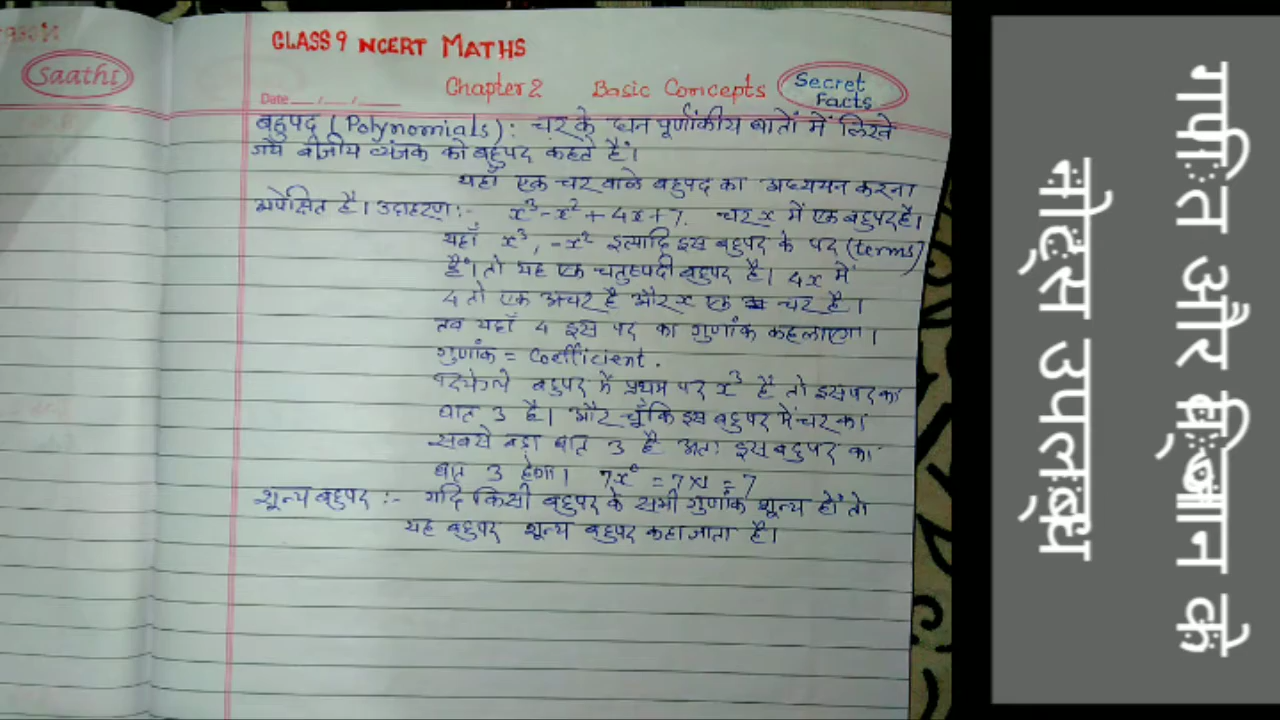 Saathi
CLASS 9 NCERT MATHS
Chapter 2 Basic Concepts Secret Facts
Date __/__/__
बहुपद (Polynomials): चर के धन पूर्णांकीय घातों में लिखे
गये बीजीय व्यंजक को बहुपद कहते हैं।
यहाँ एक चर वाले बहुपद का अध्ययन करना
अपेक्षित है। उदाहरण:- x³-x²+4x+7. चर x में एक बहुपद है।
यहाँ x³, -x² इत्यादि इस बहुपद के पद (terms)
हैं। तो यह एक चतुष्पदी बहुपद है। 4x में
4 तो एक अचर है और x एक चर है।
तब यहाँ 4 इस पद का गुणांक कहलाएगा।
गुणांक = Coefficient.
बहुपद में प्रथम पद x³ है तो इस पद का
घात 3 है। और चूँकि इस बहुपद में चर का
सबसे बड़ा घात 3 है अतः इस बहुपद का
घात 3 होगा। 7x⁰ = 7×1 = 7
शून्य बहुपद :- यदि किसी बहुपद के सभी गुणांक शून्य हों तो
यह बहुपद शून्य बहुपद कहा जाता है।
गणित और विज्ञान के
नोट्स उपलब्ध